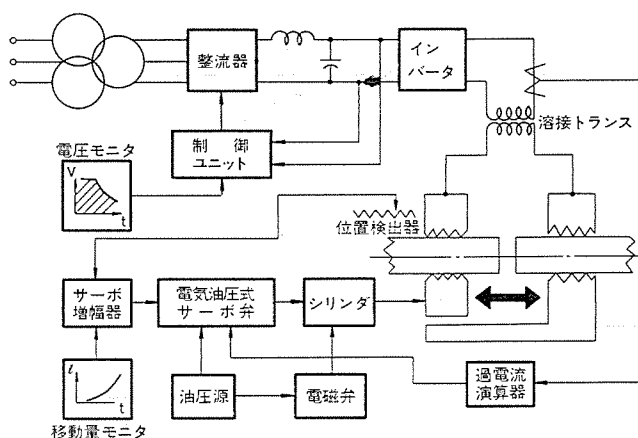 整流器
イン
バータ
溶接トランス
制御
ユニット
電圧モニタ
V
t
位置検出器
サーボ
増幅器
電気油圧式
サーボ弁
シリンダ
油圧源
電磁弁
過電流
演算器
l
t
移動量モニタ